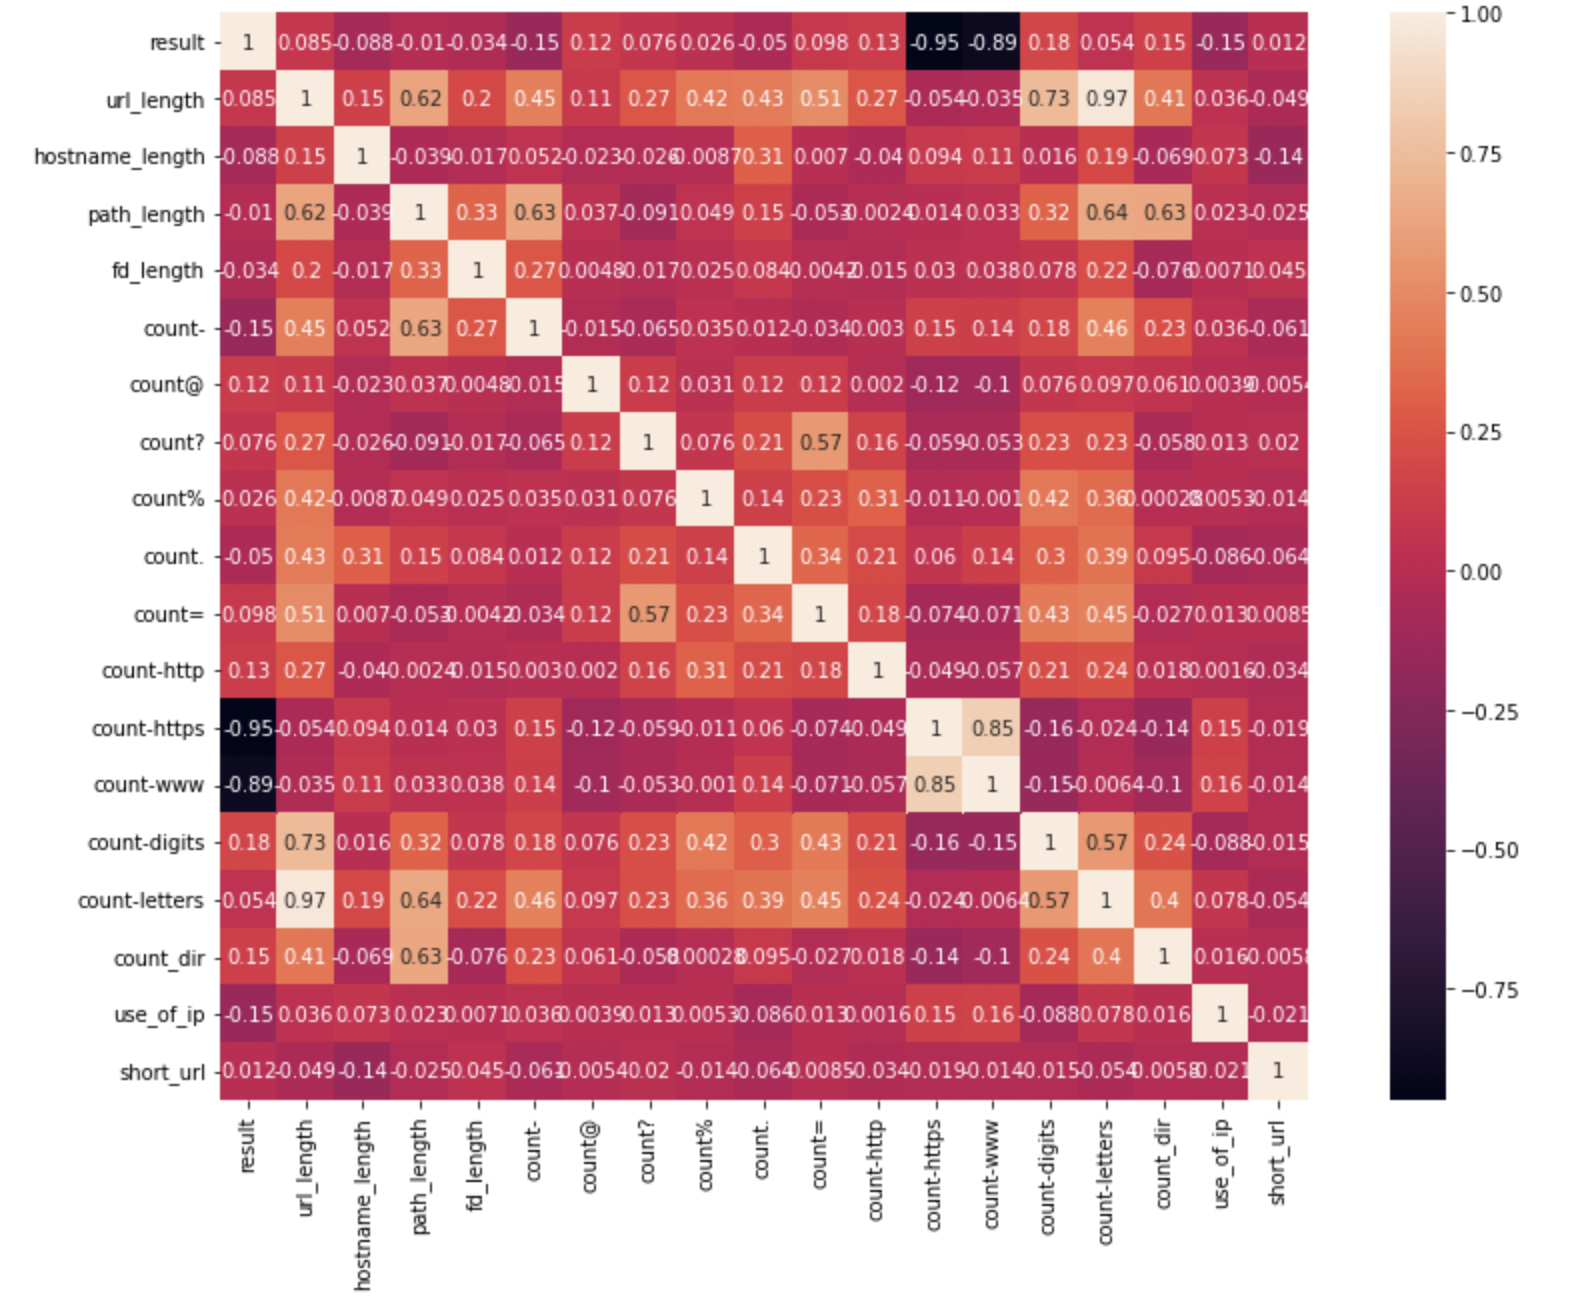 result 1 0.085 -0.088 -0.01 -0.034 -0.15 0.12 0.076 0.026 -0.05 0.098 0.13 -0.95 -0.89 0.18 0.054 0.15 -0.15 0.012
url_length 0.085 1 0.15 0.62 0.2 0.45 0.11 0.27 0.42 0.43 0.51 0.27 -0.054 -0.035 0.73 0.97 0.41 0.036 -0.049
hostname_length -0.088 0.15 1 -0.039 -0.017 0.052 -0.023 -0.026 -0.0087 0.31 0.007 -0.04 0.094 0.11 0.016 0.19 -0.069 0.073 -0.14
path_length -0.01 0.62 -0.039 1 0.33 0.63 0.037 -0.091 0.049 0.15 -0.053 0.0024 0.014 0.033 0.32 0.64 0.63 0.023 -0.025
fd_length -0.034 0.2 -0.017 0.33 1 0.27 0.0048 -0.017 0.025 0.084 -0.0042 -0.015 0.03 0.038 0.078 0.22 -0.076 0.0071 0.045
count- -0.15 0.45 0.052 0.63 0.27 1 -0.015 -0.065 0.035 0.012 -0.034 0.003 0.15 0.14 0.18 0.46 0.23 0.036 -0.061
count@ 0.12 0.11 -0.023 0.037 0.0048 -0.015 1 0.12 0.031 0.12 0.12 0.002 -0.12 -0.1 0.076 0.097 0.061 0.0039 0.0054
count? 0.076 0.27 -0.026 -0.091 -0.017 -0.065 0.12 1 0.076 0.21 0.57 0.16 -0.059 -0.053 0.23 0.23 -0.058 0.013 0.02
count% 0.026 0.42 -0.0087 0.049 0.025 0.035 0.031 0.076 1 0.14 0.23 0.31 -0.011 -0.001 0.42 0.36 0.00028 0.0053 -0.014
count. -0.05 0.43 0.31 0.15 0.084 0.012 0.12 0.21 0.14 1 0.34 0.21 0.06 0.14 0.3 0.39 0.095 -0.086 -0.064
count= 0.098 0.51 0.007 -0.053 -0.0042 -0.034 0.12 0.57 0.23 0.34 1 0.18 -0.074 -0.071 0.43 0.45 -0.027 0.013 0.0085
count-http 0.13 0.27 -0.04 0.0024 -0.015 0.003 0.002 0.16 0.31 0.21 0.18 1 -0.049 -0.057 0.21 0.24 0.018 0.0016 -0.034
count-https -0.95 -0.054 0.094 0.014 0.03 0.15 -0.12 -0.059 -0.011 0.06 -0.074 -0.049 1 0.85 -0.16 -0.024 -0.14 0.15 -0.019
count-www -0.89 -0.035 0.11 0.033 0.038 0.14 -0.1 -0.053 -0.001 0.14 -0.071 -0.057 0.85 1 -0.15 -0.0064 -0.1 0.16 -0.014
count-digits 0.18 0.73 0.016 0.32 0.078 0.18 0.076 0.23 0.42 0.3 0.43 0.21 -0.16 -0.15 1 0.57 0.24 -0.088 -0.015
count-letters 0.054 0.97 0.19 0.64 0.22 0.46 0.097 0.23 0.36 0.39 0.45 0.24 -0.024 -0.0064 0.57 1 0.4 0.078 -0.054
count_dir 0.15 0.41 -0.069 0.63 -0.076 0.23 0.061 -0.058 0.00028 0.095 -0.027 0.018 -0.14 -0.1 0.24 0.4 1 0.016 -0.0058
use_of_ip -0.15 0.036 0.073 0.023 0.0071 0.036 0.0039 0.013 0.0053 -0.086 0.013 0.0016 0.15 0.16 -0.088 0.078 0.016 1 -0.021
short_url 0.012 -0.049 -0.14 -0.025 0.045 -0.061 0.0054 0.02 -0.014 -0.064 0.0085 -0.034 -0.019 -0.014 -0.015 -0.054 0.0058 -0.021 1
result
url_length
hostname_length
path_length
fd_length
count-
count@
count?
count%
count.
count=
count-http
count-https
count-www
count-digits
count-letters
count_dir
use_of_ip
short_url
1.00
0.75
0.50
0.25
0.00
−0.25
−0.50
−0.75